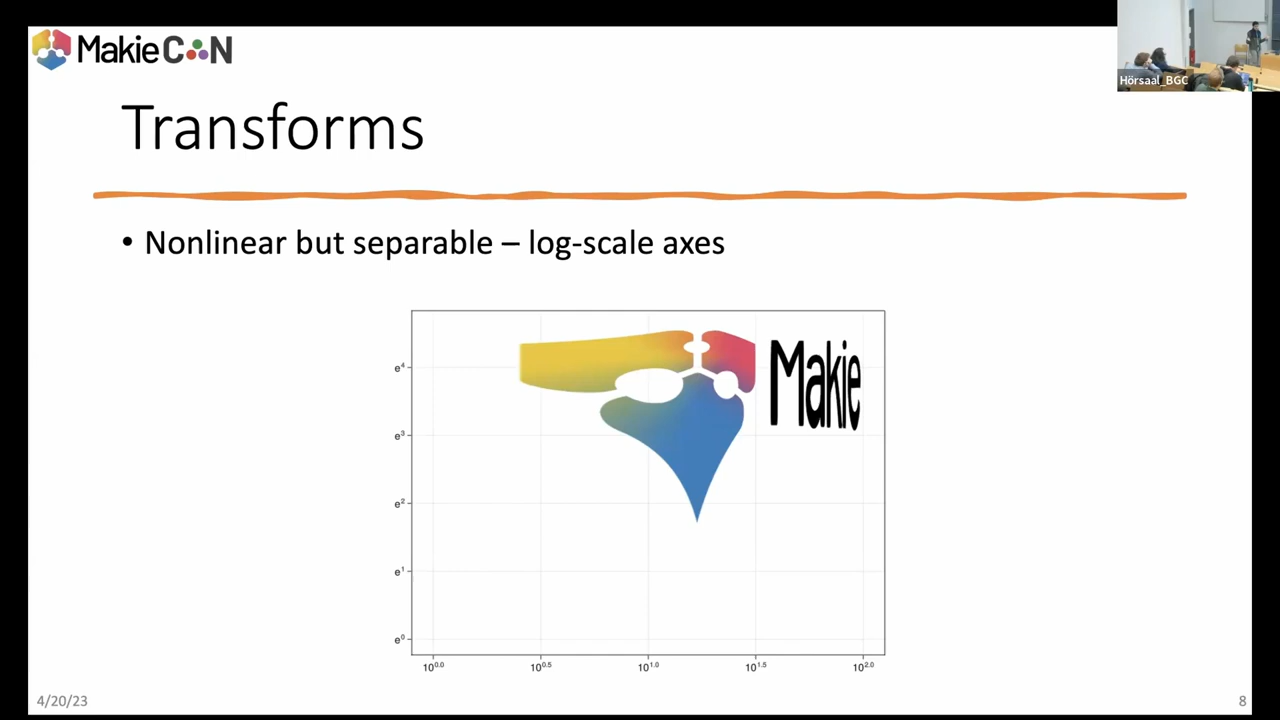 MakieCON
Hörsaal_BGC
Transforms
• Nonlinear but separable – log-scale axes
Makie
e⁴
e³
e²
e¹
e⁰
10⁰·⁰ 10⁰·⁵ 10¹·⁰ 10¹·⁵ 10²·⁰
4/20/23
8